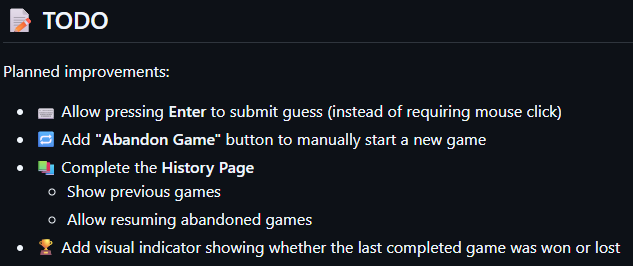 📝 TODO
Planned improvements:
• ⌨️ Allow pressing Enter to submit guess (instead of requiring mouse click)
• 🔁 Add "Abandon Game" button to manually start a new game
• 📚 Complete the History Page
◦ Show previous games
◦ Allow resuming abandoned games
• 🏆 Add visual indicator showing whether the last completed game was won or lost